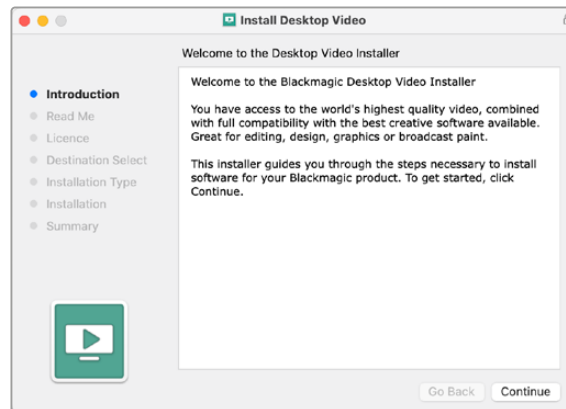 Install Desktop Video
Welcome to the Desktop Video Installer
Introduction
Read Me
Licence
Destination Select
Installation Type
Installation
Summary
Welcome to the Blackmagic Desktop Video Installer
You have access to the world's highest quality video, combined
with full compatibility with the best creative software available.
Great for editing, design, graphics or broadcast paint.
This installer guides you through the steps necessary to install
software for your Blackmagic product. To get started, click
Continue.
Go Back
Continue